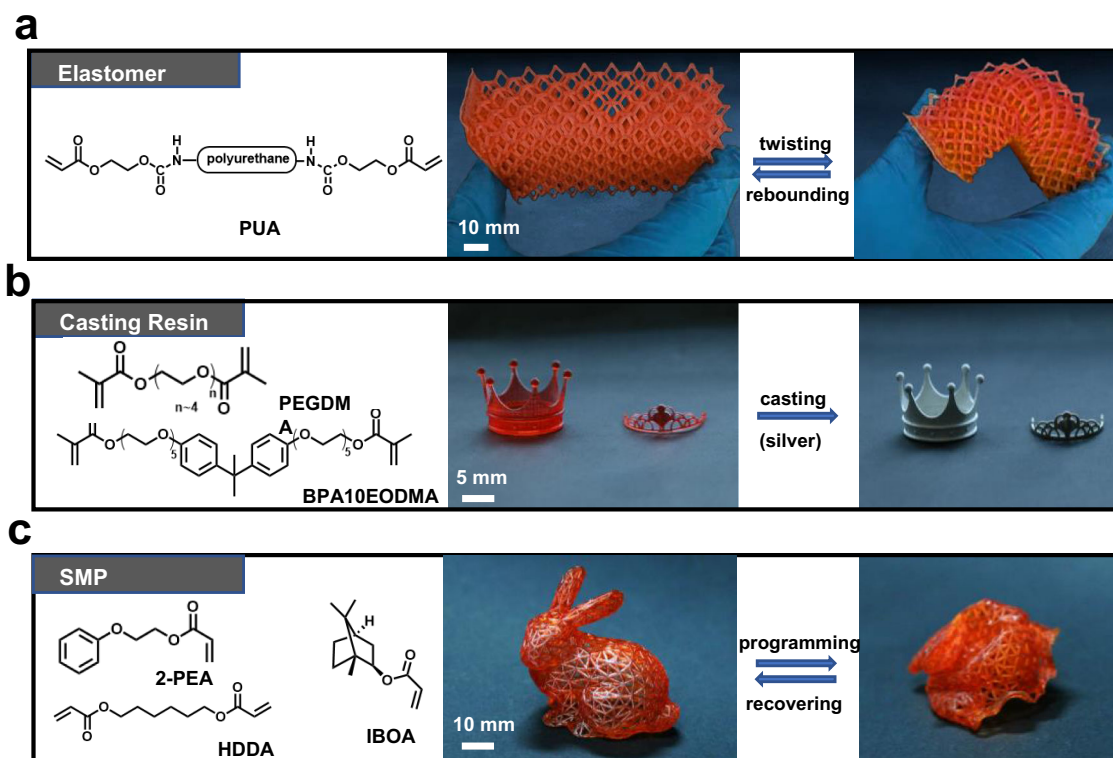 a
Elastomer
O
O
O
O
H
N
polyurethane
H
N
O
O
O
O
PUA
10 mm
twisting
rebounding
b
Casting Resin
O
O
O
n
O
n~4
PEGDM
A
O
O
O
5
O
O
5
O
O
BPA10EODMA
5 mm
casting
(silver)
c
SMP
O
O
O
2-PEA
O
O
O
O
HDDA
H
O
O
IBOA
10 mm
programming
recovering